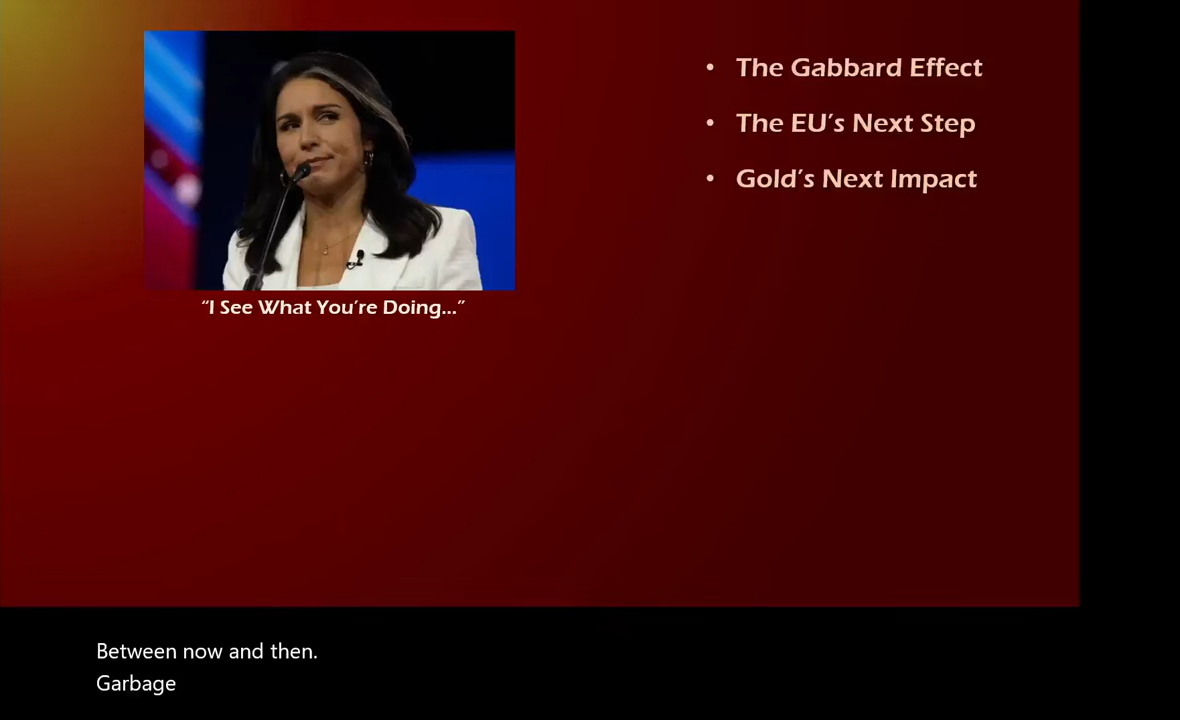 • The Gabbard Effect
• The EU's Next Step
• Gold's Next Impact
“I See What You're Doing...”
Between now and then.
Garbage